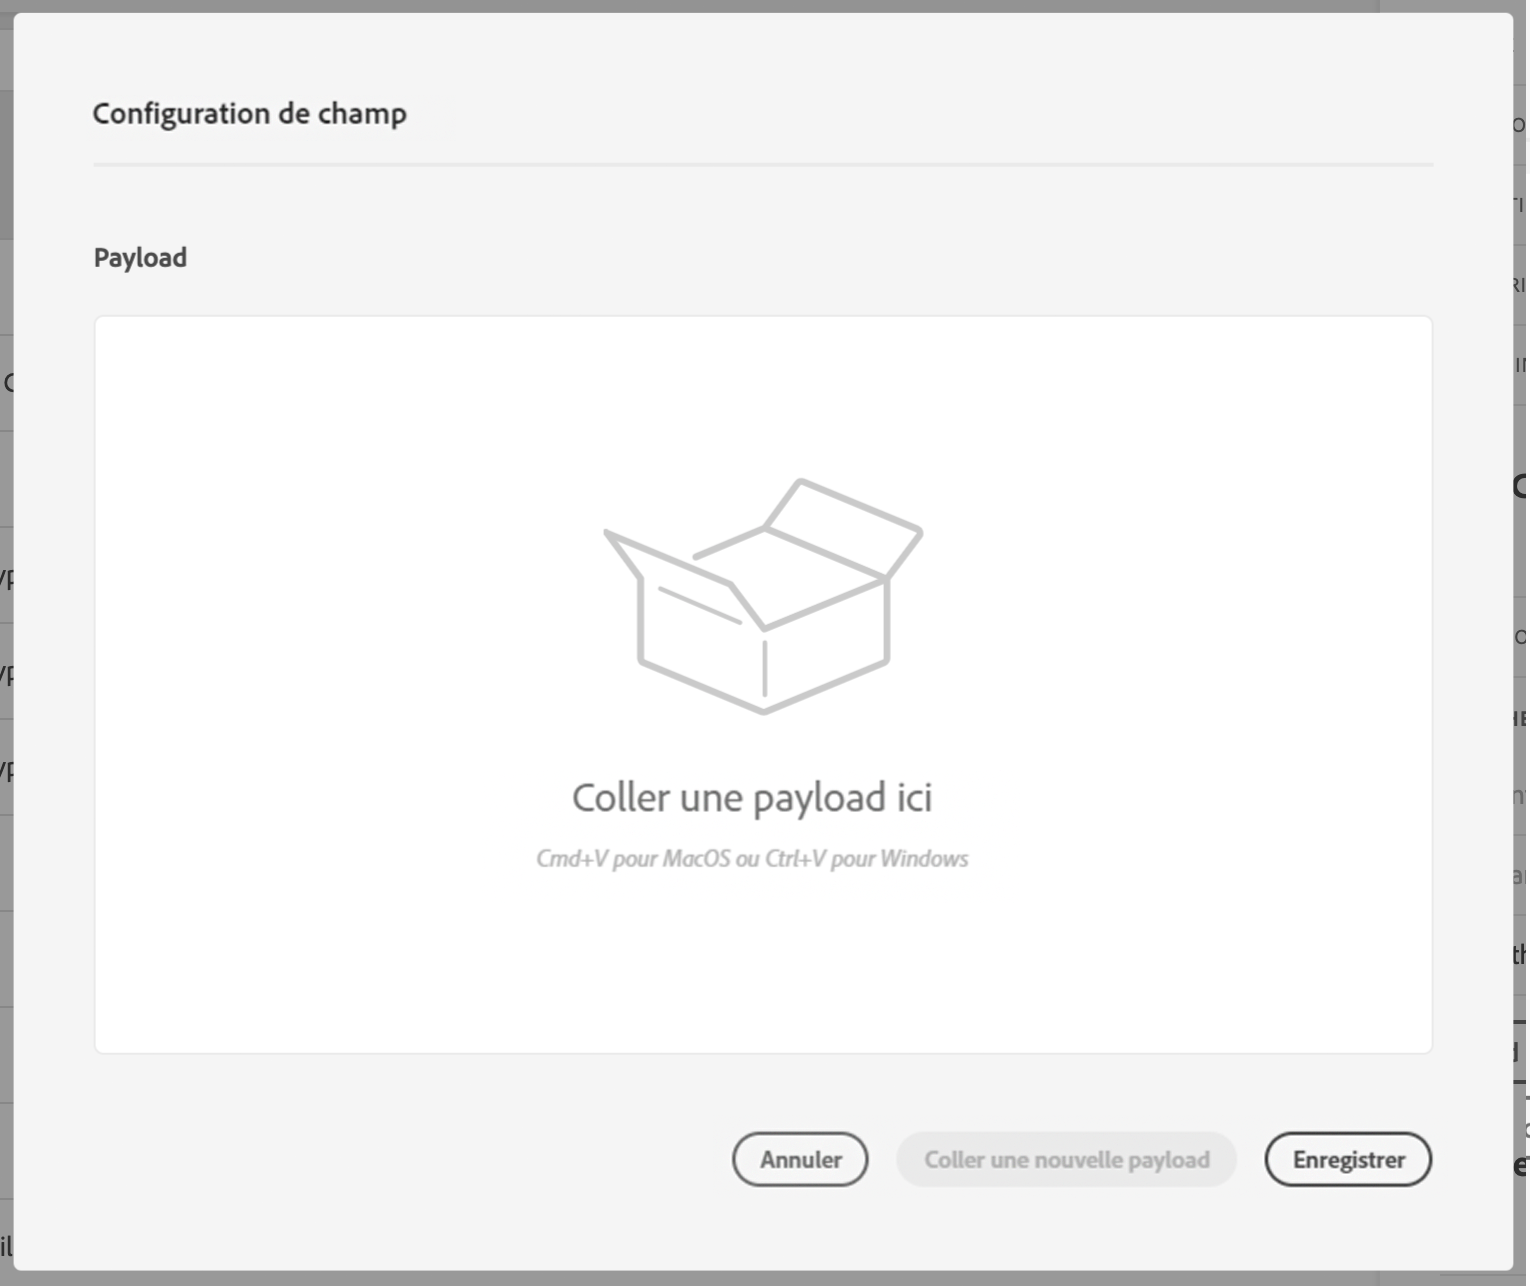 Configuration de champ
Payload
Coller une payload ici
Cmd+V pour MacOS ou Ctrl+V pour Windows
Annuler
Coller une nouvelle payload
Enregistrer